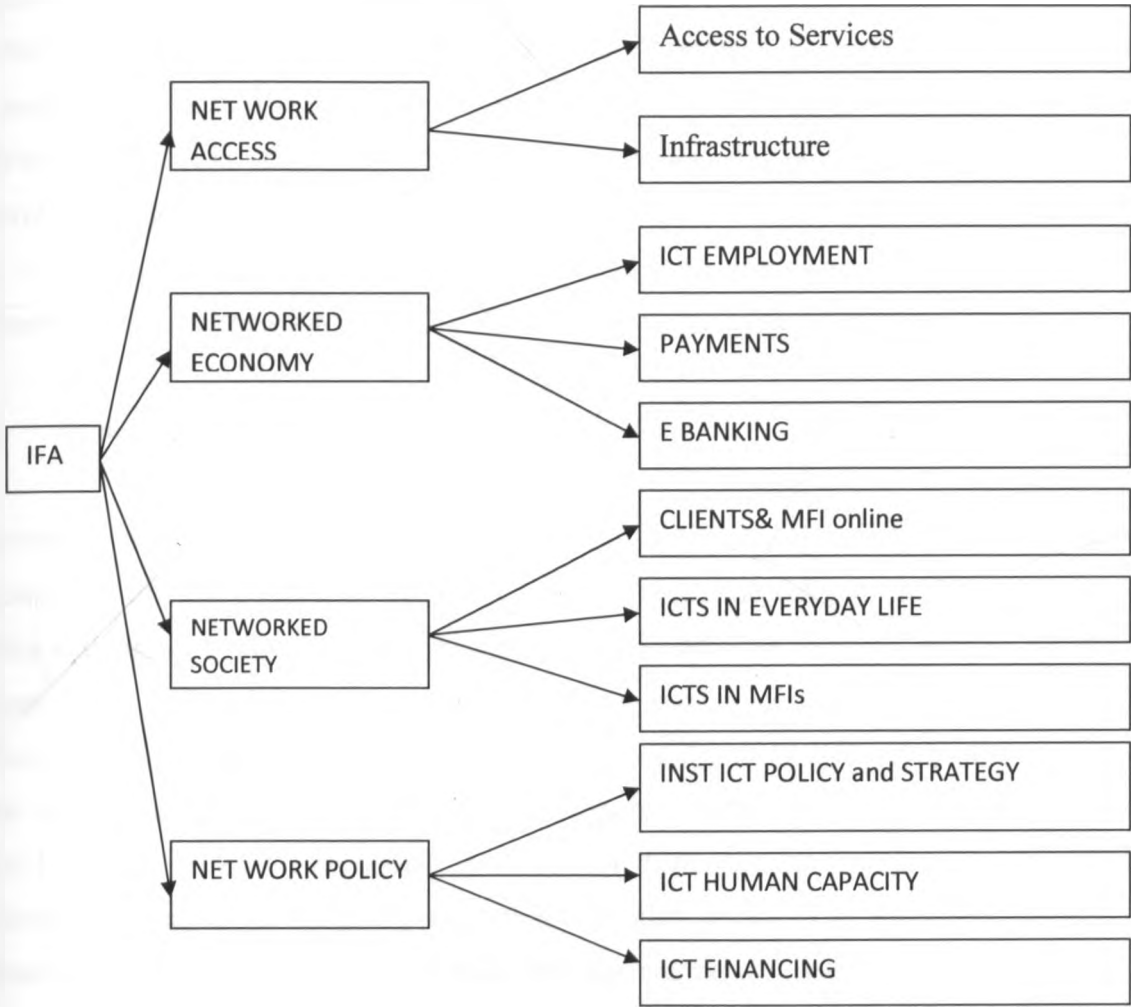 Access to Services
NET WORK
ACCESS
Infrastructure
ICT EMPLOYMENT
NETWORKED
ECONOMY
PAYMENTS
E BANKING
IFA
CLIENTS& MFI online
ICTS IN EVERYDAY LIFE
NETWORKED
SOCIETY
ICTS IN MFIs
INST ICT POLICY and STRATEGY
NET WORK POLICY
ICT HUMAN CAPACITY
ICT FINANCING